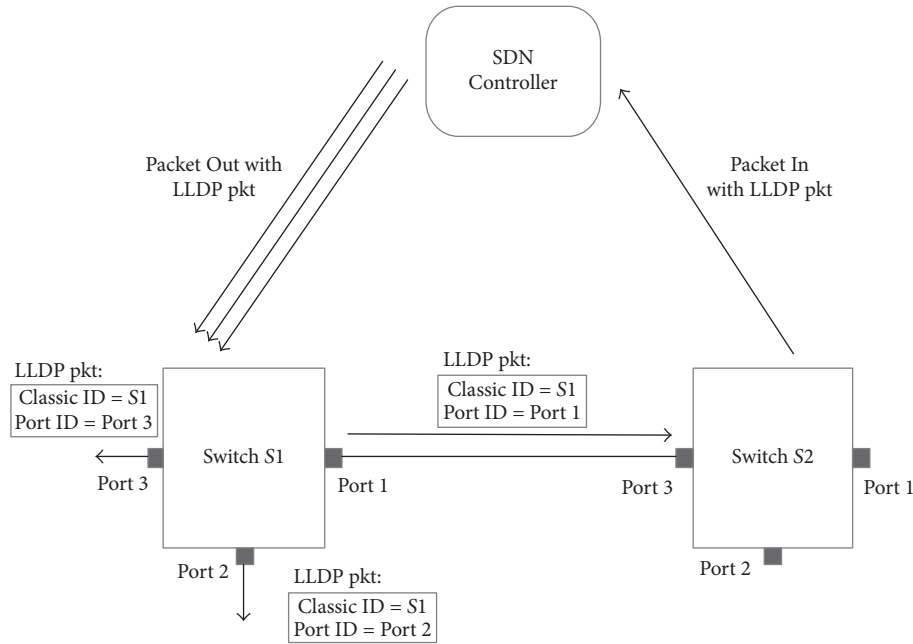 SDN
Controller
Packet Out with
LLDP pkt
Packet In
with LLDP pkt
LLDP pkt:
Classic ID = S1
Port ID = Port 3
LLDP pkt:
Classic ID = S1
Port ID = Port 1
Switch S1
Switch S2
Port 3
Port 1
Port 3
Port 1
Port 2
Port 2
LLDP pkt:
Classic ID = S1
Port ID = Port 2